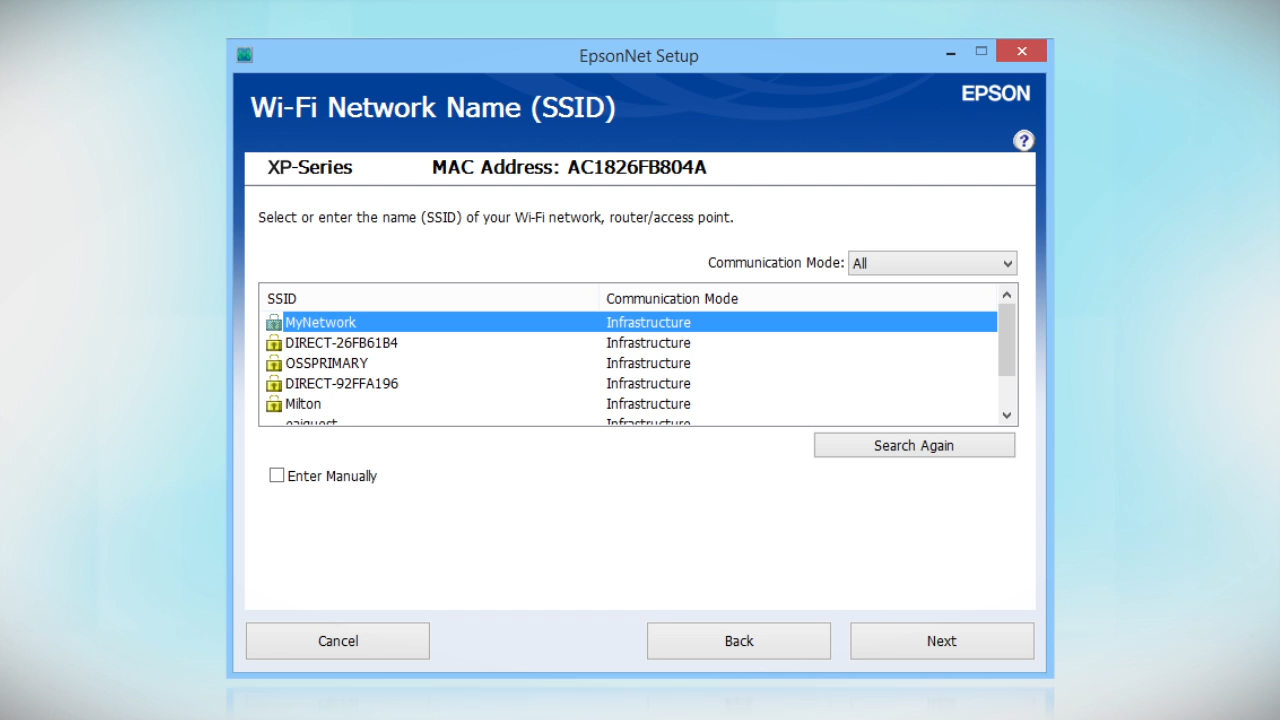 EpsonNet Setup
EPSON
Wi-Fi Network Name (SSID)
?
XP-Series MAC Address: AC1826FB804A
Select or enter the name (SSID) of your Wi-Fi network, router/access point.
Communication Mode: All
SSID Communication Mode
MyNetwork Infrastructure
DIRECT-26FB61B4 Infrastructure
OSSPRIMARY Infrastructure
DIRECT-92FFA196 Infrastructure
Milton Infrastructure
Infrastructure
Search Again
Enter Manually
Cancel Back Next